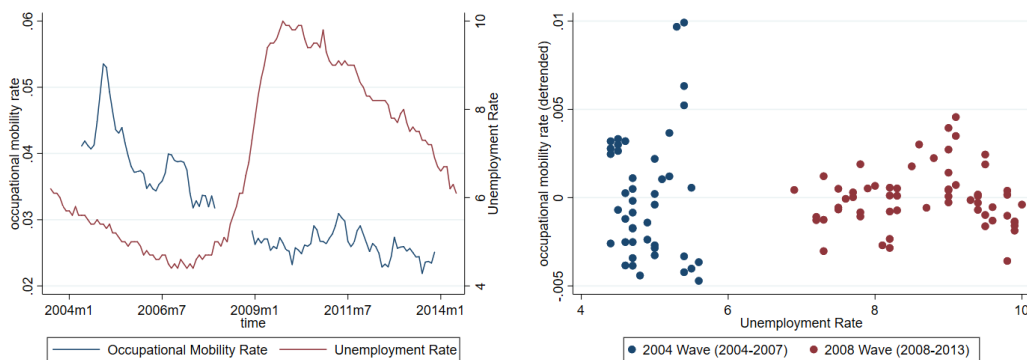 .06
.05
.04
.03
.02
occupational mobility rate
10
8
6
4
Unemployment Rate
2004m1 2006m7 2009m1 2011m7 2014m1
time
Occupational Mobility Rate Unemployment Rate
.01
.005
0
-.005
occupational mobility rate (detrended)
4 6 8 10
Unemployment Rate
2004 Wave (2004-2007) 2008 Wave (2008-2013)